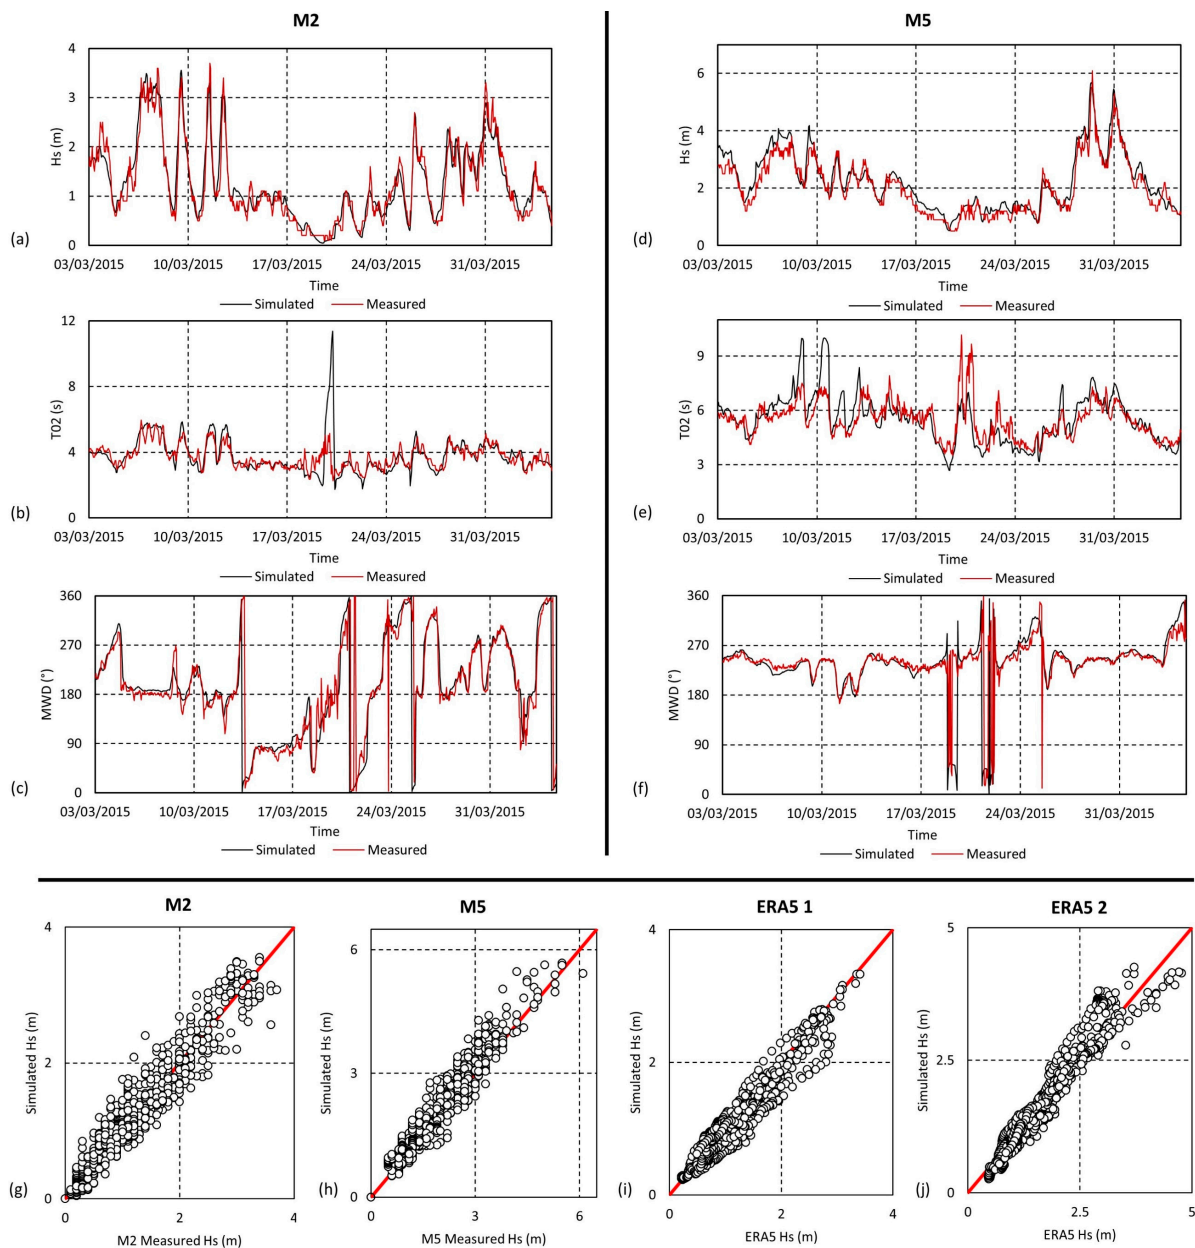 M2
M5
4
3
2
1
0
Hs (m)
(a)
03/03/2015 10/03/2015 17/03/2015 24/03/2015 31/03/2015
Time
Simulated Measured
6
4
2
0
Hs (m)
(d)
03/03/2015 10/03/2015 17/03/2015 24/03/2015 31/03/2015
Time
Simulated Measured
12
8
4
0
T02 (s)
(b)
03/03/2015 10/03/2015 17/03/2015 24/03/2015 31/03/2015
Time
Simulated Measured
9
6
3
0
T02 (s)
(e)
03/03/2015 10/03/2015 17/03/2015 24/03/2015 31/03/2015
Time
Simulated Measured
360
270
180
90
0
MWD (°)
(c)
03/03/2015 10/03/2015 17/03/2015 24/03/2015 31/03/2015
Time
Simulated Measured
360
270
180
90
0
MWD (°)
(f)
03/03/2015 10/03/2015 17/03/2015 24/03/2015 31/03/2015
Time
Simulated Measured
M2
4
2
0
Simulated Hs (m)
(g)
0 2 4
M2 Measured Hs (m)
M5
6
3
0
Simulated Hs (m)
(h)
0 3 6
M5 Measured Hs (m)
ERA5 1
4
2
0
Simulated Hs (m)
(i)
0 2 4
ERA5 Hs (m)
ERA5 2
5
2.5
0
Simulated Hs (m)
(j)
0 2.5 5
ERA5 Hs (m)